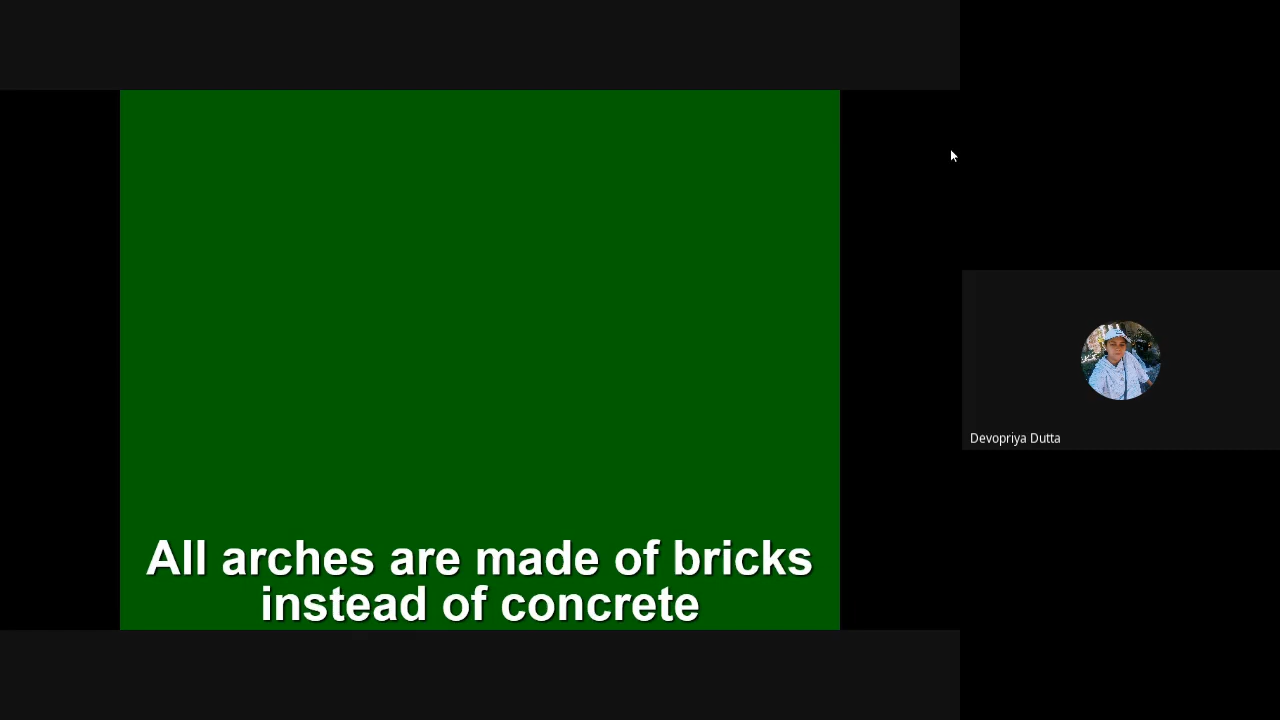 All arches are made of bricks
instead of concrete
Devopriya Dutta